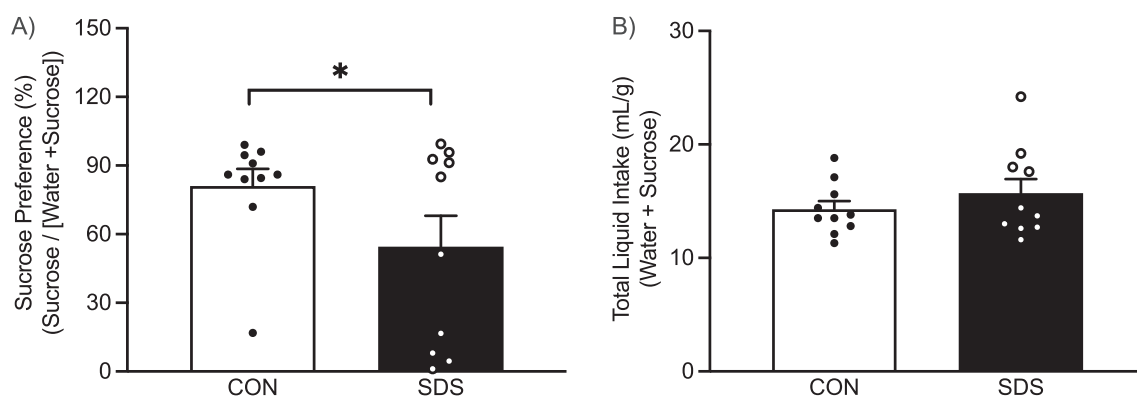 A)
Sucrose Preference (%)
(Sucrose / [Water +Sucrose])
150
120
90
60
30
0
*
CON
SDS
B)
Total Liquid Intake (mL/g)
(Water + Sucrose)
30
20
10
0
CON
SDS